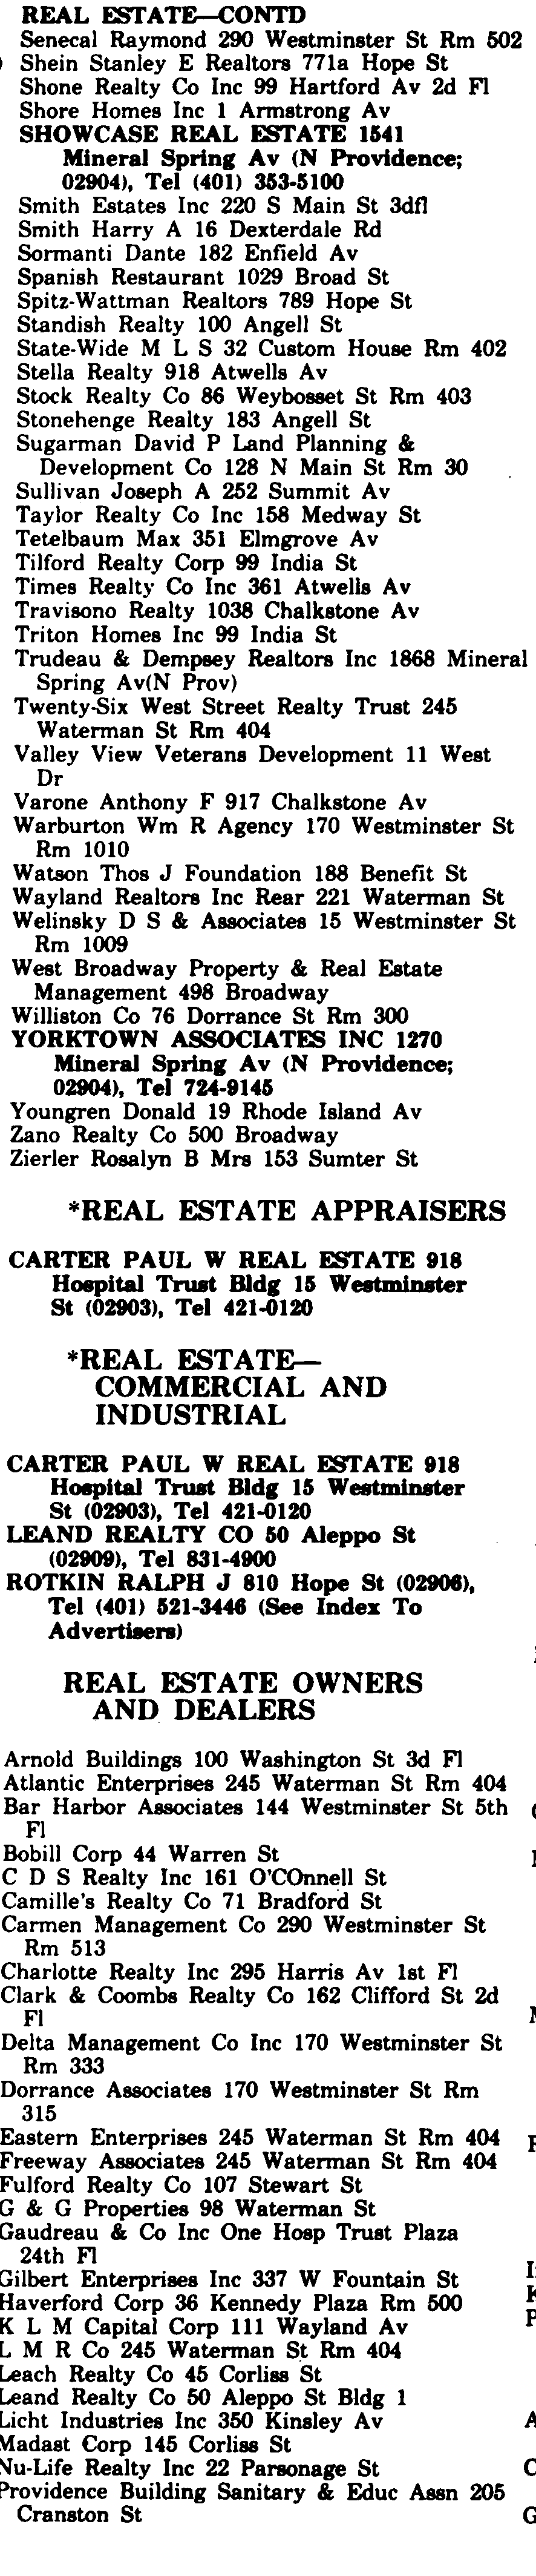 REAL ESTATE—CONTD
Senecal Raymond 290 Westminster St Rm 502
Shein Stanley E Realtors 771a Hope St
Shone Realty Co Inc 99 Hartford Av 2d Fl
Shore Homes Inc 1 Armstrong Av
SHOWCASE REAL ESTATE 1541
Mineral Spring Av (N Providence;
02904), Tel (401) 353-5100
Smith Estates Inc 220 S Main St 3dfl
Smith Harry A 16 Dexterdale Rd
Sormanti Dante 182 Enfield Av
Spanish Restaurant 1029 Broad St
Spitz-Wattman Realtors 789 Hope St
Standish Realty 100 Angell St
State-Wide M L S 32 Custom House Rm 402
Stella Realty 918 Atwells Av
Stock Realty Co 86 Weybosset St Rm 403
Stonehenge Realty 183 Angell St
Sugarman David P Land Planning &
Development Co 128 N Main St Rm 30
Sullivan Joseph A 252 Summit Av
Taylor Realty Co Inc 158 Medway St
Tetelbaum Max 351 Elmgrove Av
Tilford Realty Corp 99 India St
Times Realty Co Inc 361 Atwells Av
Travisono Realty 1038 Chalkstone Av
Triton Homes Inc 99 India St
Trudeau & Dempsey Realtors Inc 1868 Mineral
Spring Av(N Prov)
Twenty-Six West Street Realty Trust 245
Waterman St Rm 404
Valley View Veterans Development 11 West
Dr
Varone Anthony F 917 Chalkstone Av
Warburton Wm R Agency 170 Westminster St
Rm 1010
Watson Thos J Foundation 188 Benefit St
Wayland Realtors Inc Rear 221 Waterman St
Welinsky D S & Associates 15 Westminster St
Rm 1009
West Broadway Property & Real Estate
Management 498 Broadway
Williston Co 76 Dorrance St Rm 300
YORKTOWN ASSOCIATES INC 1270
Mineral Spring Av (N Providence;
02904), Tel 724-9145
Youngren Donald 19 Rhode Island Av
Zano Realty Co 500 Broadway
Zierler Rosalyn B Mrs 153 Sumter St
*REAL ESTATE APPRAISERS
CARTER PAUL W REAL ESTATE 918
Hospital Trust Bldg 15 Westminster
St (02903), Tel 421-0120
*REAL ESTATE—
COMMERCIAL AND
INDUSTRIAL
CARTER PAUL W REAL ESTATE 918
Hospital Trust Bldg 15 Westminster
St (02903), Tel 421-0120
LEAND REALTY CO 50 Aleppo St
(02909), Tel 831-4900
ROTKIN RALPH J 810 Hope St (02906),
Tel (401) 521-3446 (See Index To
Advertisers)
REAL ESTATE OWNERS
AND DEALERS
Arnold Buildings 100 Washington St 3d Fl
Atlantic Enterprises 245 Waterman St Rm 404
Bar Harbor Associates 144 Westminster St 5th
Fl
Bobill Corp 44 Warren St
C D S Realty Inc 161 O'COnnell St
Camille's Realty Co 71 Bradford St
Carmen Management Co 290 Westminster St
Rm 513
Charlotte Realty Inc 295 Harris Av 1st Fl
Clark & Coombs Realty Co 162 Clifford St 2d
Fl
Delta Management Co Inc 170 Westminster St
Rm 333
Dorrance Associates 170 Westminster St Rm
315
Eastern Enterprises 245 Waterman St Rm 404
Freeway Associates 245 Waterman St Rm 404
Fulford Realty Co 107 Stewart St
G & G Properties 98 Waterman St
Gaudreau & Co Inc One Hosp Trust Plaza
24th Fl
Gilbert Enterprises Inc 337 W Fountain St
Haverford Corp 36 Kennedy Plaza Rm 500
K L M Capital Corp 111 Wayland Av
L M R Co 245 Waterman St Rm 404
Leach Realty Co 45 Corliss St
Leand Realty Co 50 Aleppo St Bldg 1
Licht Industries Inc 350 Kinsley Av
Madast Corp 145 Corliss St
Nu-Life Realty Inc 22 Parsonage St
Providence Building Sanitary & Educ Assn 205
Cranston St